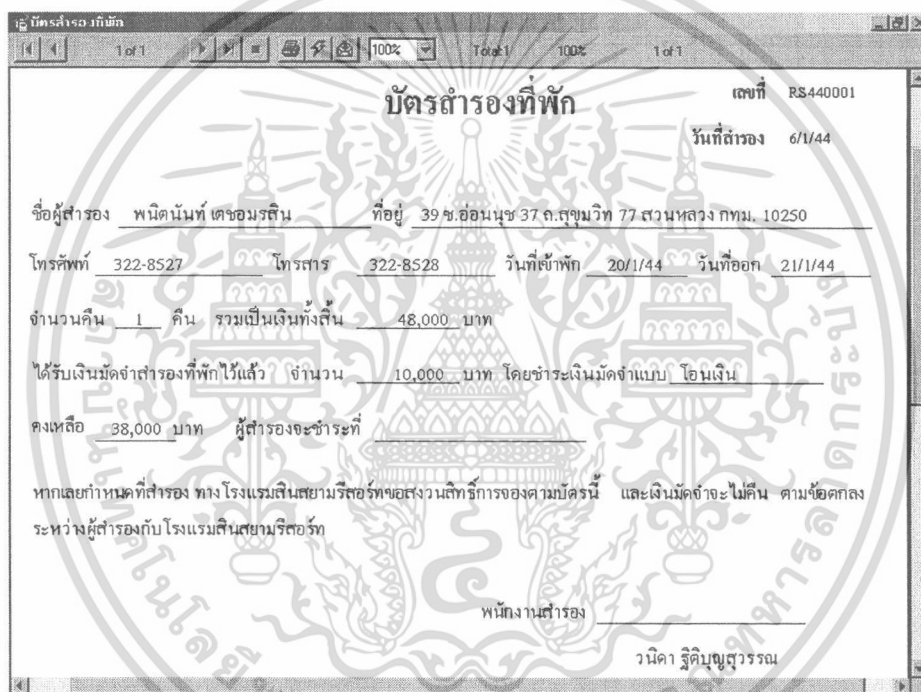 บัตรสำรองที่พัก
1 of 1 100% Total:1 100% 1 of 1
บัตรสำรองที่พัก
เลขที่ RS440001
วันที่สำรอง 6/1/44
ชื่อผู้สำรอง พนิตนันท์ เตชอมรสิน ที่อยู่ 39 ซ.อ่อนนุช 37 ถ.สุขุมวิท 77 สวนหลวง กทม. 10250
โทรศัพท์ 322-8527 โทรสาร 322-8528 วันที่เข้าพัก 20/1/44 วันที่ออก 21/1/44
จำนวนคืน 1 คืน รวมเป็นเงินทั้งสิ้น 48,000 บาท
ได้รับเงินมัดจำสำรองที่พักไว้แล้ว จำนวน 10,000 บาท โดยชำระเงินมัดจำแบบ โอนเงิน
คงเหลือ 38,000 บาท ผู้สำรองจะชำระที่
หากเลยกำหนดที่สำรอง ทางโรงแรมสินสยามรีสอร์ทขอสงวนสิทธิ์การจองตามบัตรนี้ และเงินมัดจำจะไม่คืน ตามข้อตกลง
ระหว่างผู้สำรองกับโรงแรมสินสยามรีสอร์ท
พนักงานสำรอง
วนิดา ฐิติบุญสุวรรณ